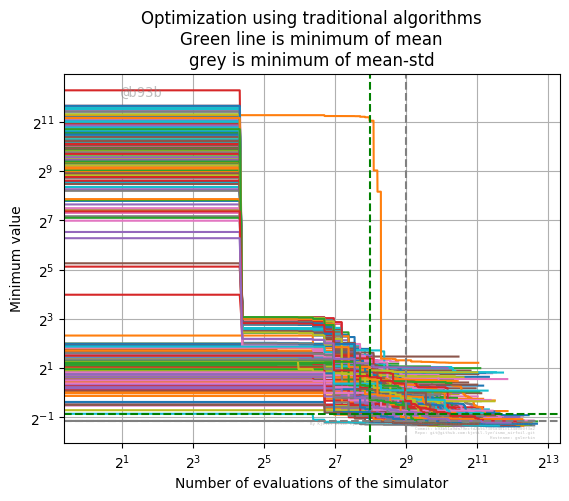 Optimization using traditional algorithms
Green line is minimum of mean
grey is minimum of mean-std
@b93b
2^11
2^9
2^7
2^5
2^3
2^1
2^-1
Minimum value
2^1 2^3 2^5 2^7 2^9 2^11 2^13
Number of evaluations of the simulator